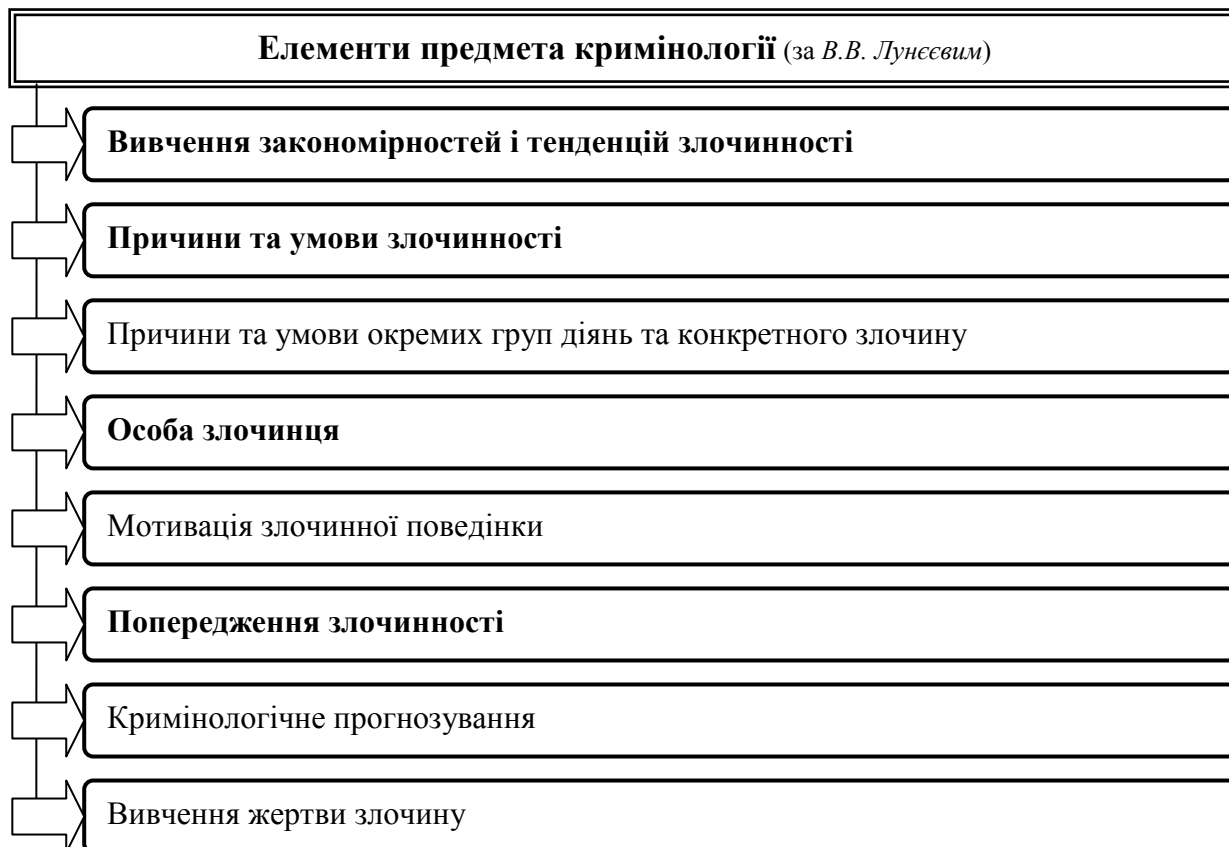 Елементи предмета кримінології (за В.В. Лунєєвим)
Вивчення закономірностей і тенденцій злочинності
Причини та умови злочинності
Причини та умови окремих груп діянь та конкретного злочину
Особа злочинця
Мотивація злочинної поведінки
Попередження злочинності
Кримінологічне прогнозування
Вивчення жертви злочину